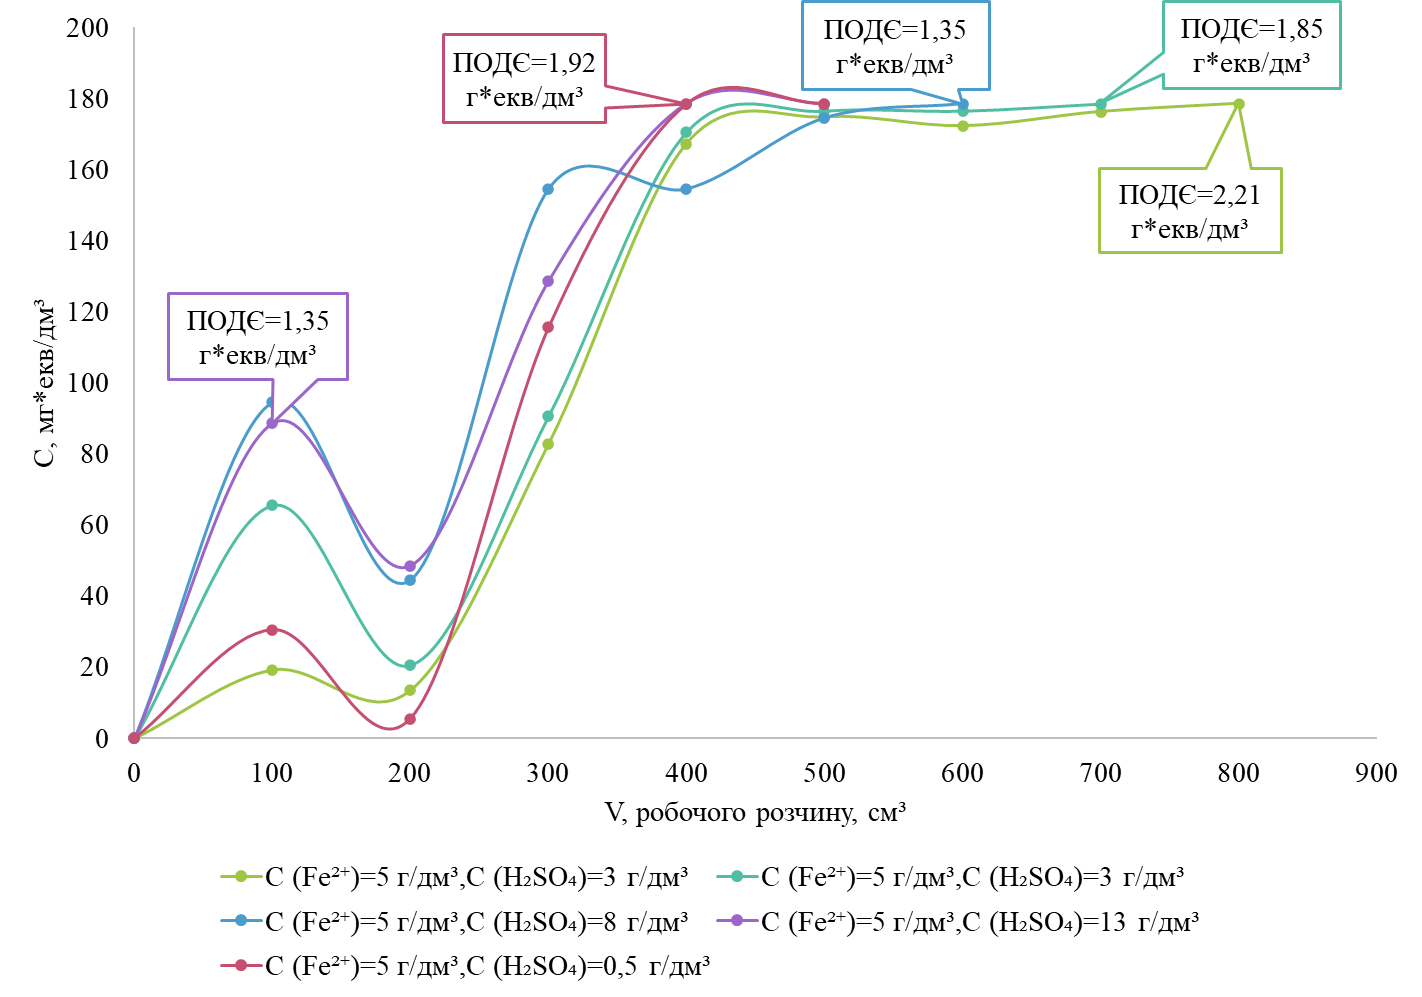 ПОДЄ=1,35
г*екв/дм³
ПОДЄ=1,85
г*екв/дм³
ПОДЄ=1,92
г*екв/дм³
ПОДЄ=2,21
г*екв/дм³
ПОДЄ=1,35
г*екв/дм³
С, мг*екв/дм³
200
180
160
140
120
100
80
60
40
20
0
0 100 200 300 400 500 600 700 800 900
V, робочого розчину, см³
С (Fe²⁺)=5 г/дм³,С (H₂SO₄)=3 г/дм³
С (Fe²⁺)=5 г/дм³,С (H₂SO₄)=3 г/дм³
С (Fe²⁺)=5 г/дм³,С (H₂SO₄)=8 г/дм³
С (Fe²⁺)=5 г/дм³,С (H₂SO₄)=13 г/дм³
С (Fe²⁺)=5 г/дм³,С (H₂SO₄)=0,5 г/дм³